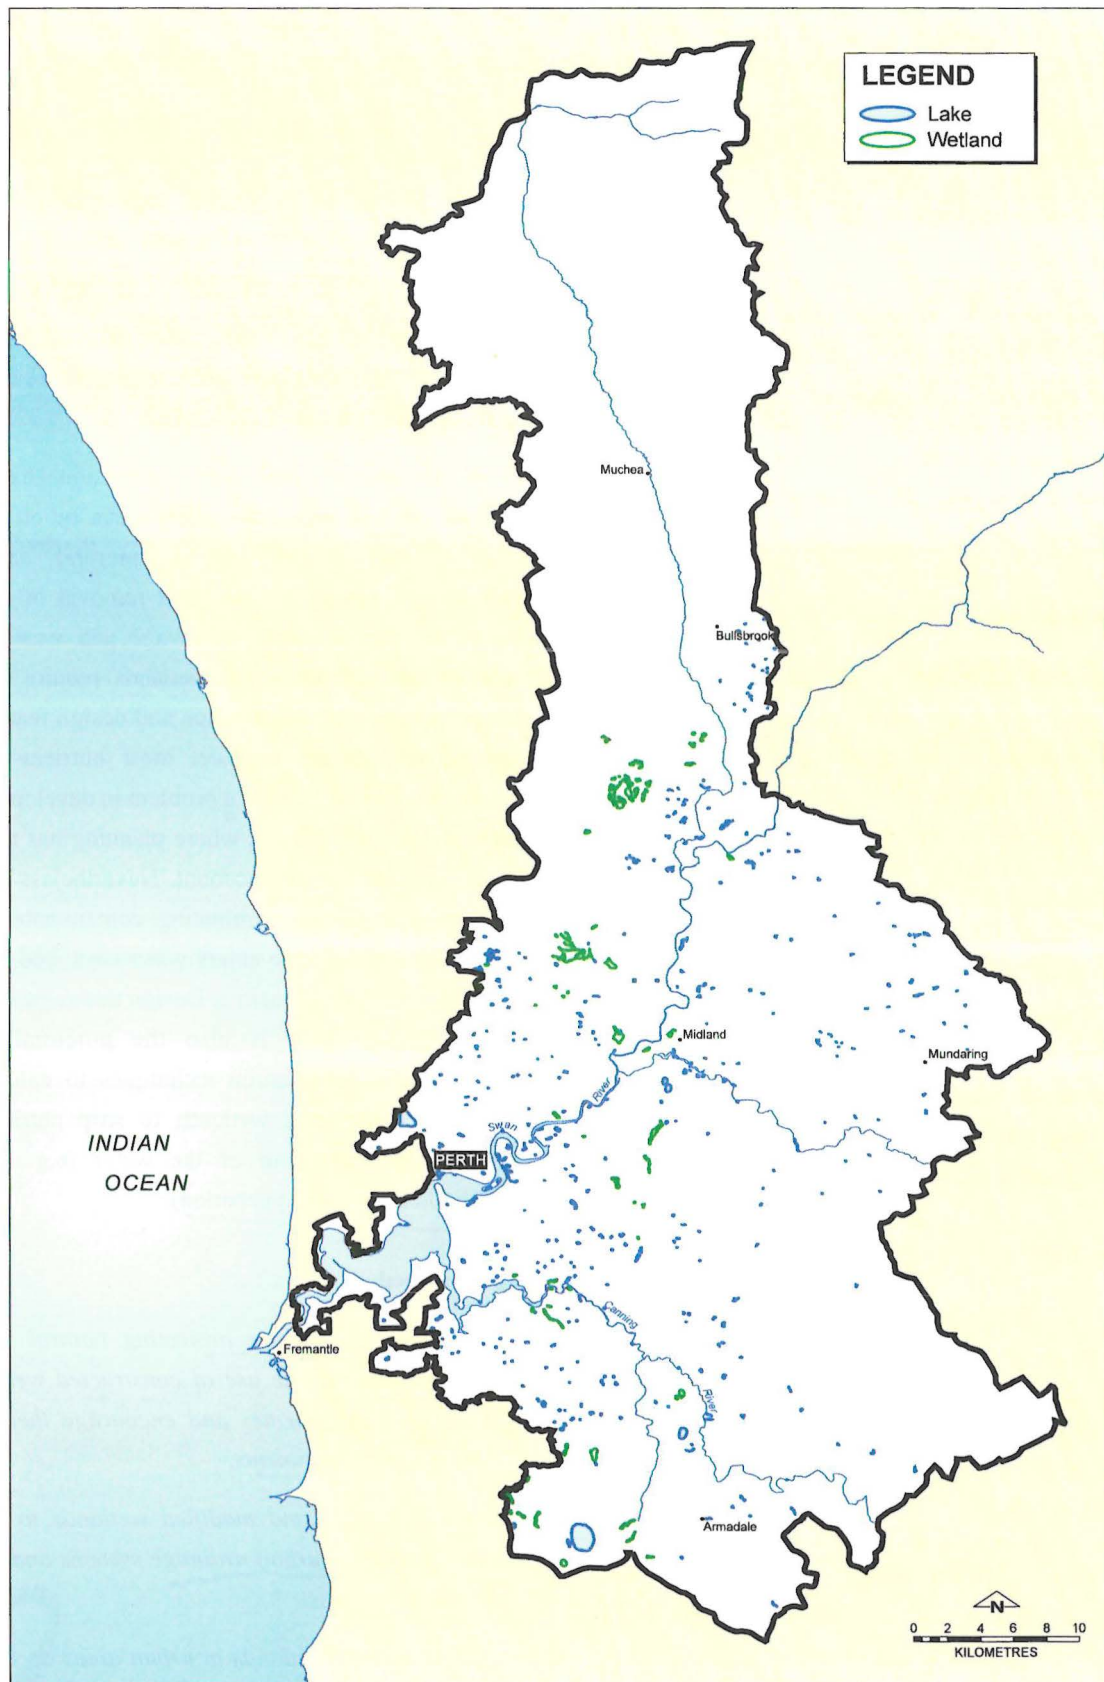 LEGEND
Lake
Wetland
Muchea
Bullsbrook
Midland
Mundaring
River
Swan
PERTH
INDIAN
OCEAN
Canning
Fremantle
River
Armadale
N
0 2 4 6 8 10
KILOMETRES